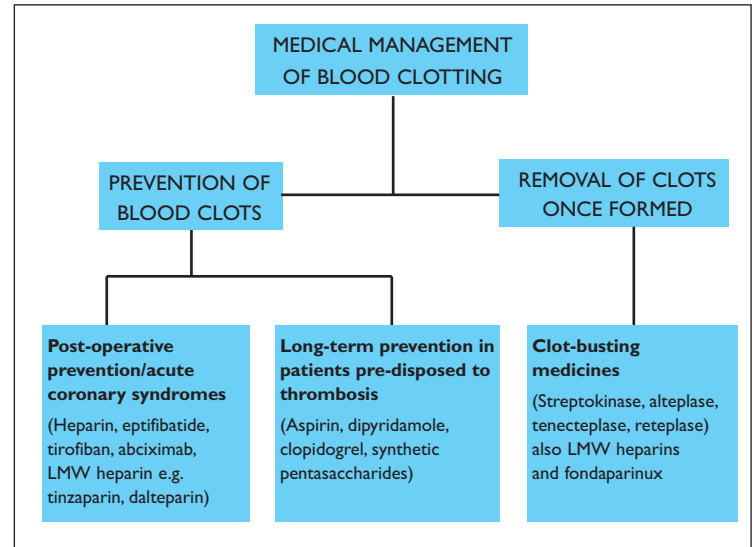 MEDICAL MANAGEMENT
OF BLOOD CLOTTING
PREVENTION OF
BLOOD CLOTS
REMOVAL OF CLOTS
ONCE FORMED
Post-operative
prevention/acute
coronary syndromes
(Heparin, eptifibatide,
tirofiban, abciximab,
LMW heparin e.g.
tinzaparin, dalteparin)
Long-term prevention in
patients pre-disposed to
thrombosis
(Aspirin, dipyridamole,
clopidogrel, synthetic
pentasaccharides)
Clot-busting
medicines
(Streptokinase, alteplase,
tenecteplase, reteplase)
also LMW heparins
and fondaparinux